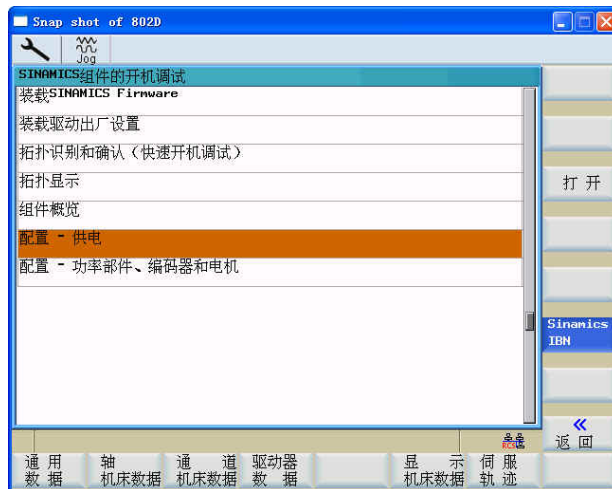 Snap shot of 802D
Jog
SINAMICS组件的开机调试
装载SINAMICS Firmware
装载驱动出厂设置
拓扑识别和确认（快速开机调试）
拓扑显示
打 开
组件概览
配置 - 供电
配置 - 功率部件、编码器和电机
Sinamics
IBN
返 回
通 用
数 据
轴
机床数据
通 道
机床数据
驱动器
数 据
显 示
机床数据
伺 服
轨 迹